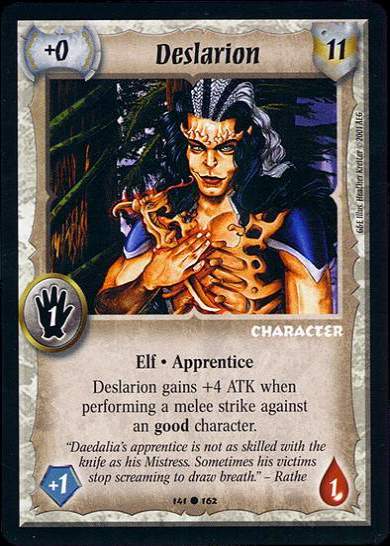 +0
Deslarion
11
G&E Illus. Heather Kreiter ©2001 AEG
1
CHARACTER
Elf • Apprentice
Deslarion gains +4 ATK when
performing a melee strike against
an good character.
“Daedalia’s apprentice is not as skilled with the
knife as his Mistress. Sometimes his victims
stop screaming to draw breath.” – Rathe
+1
1
141 ● 162